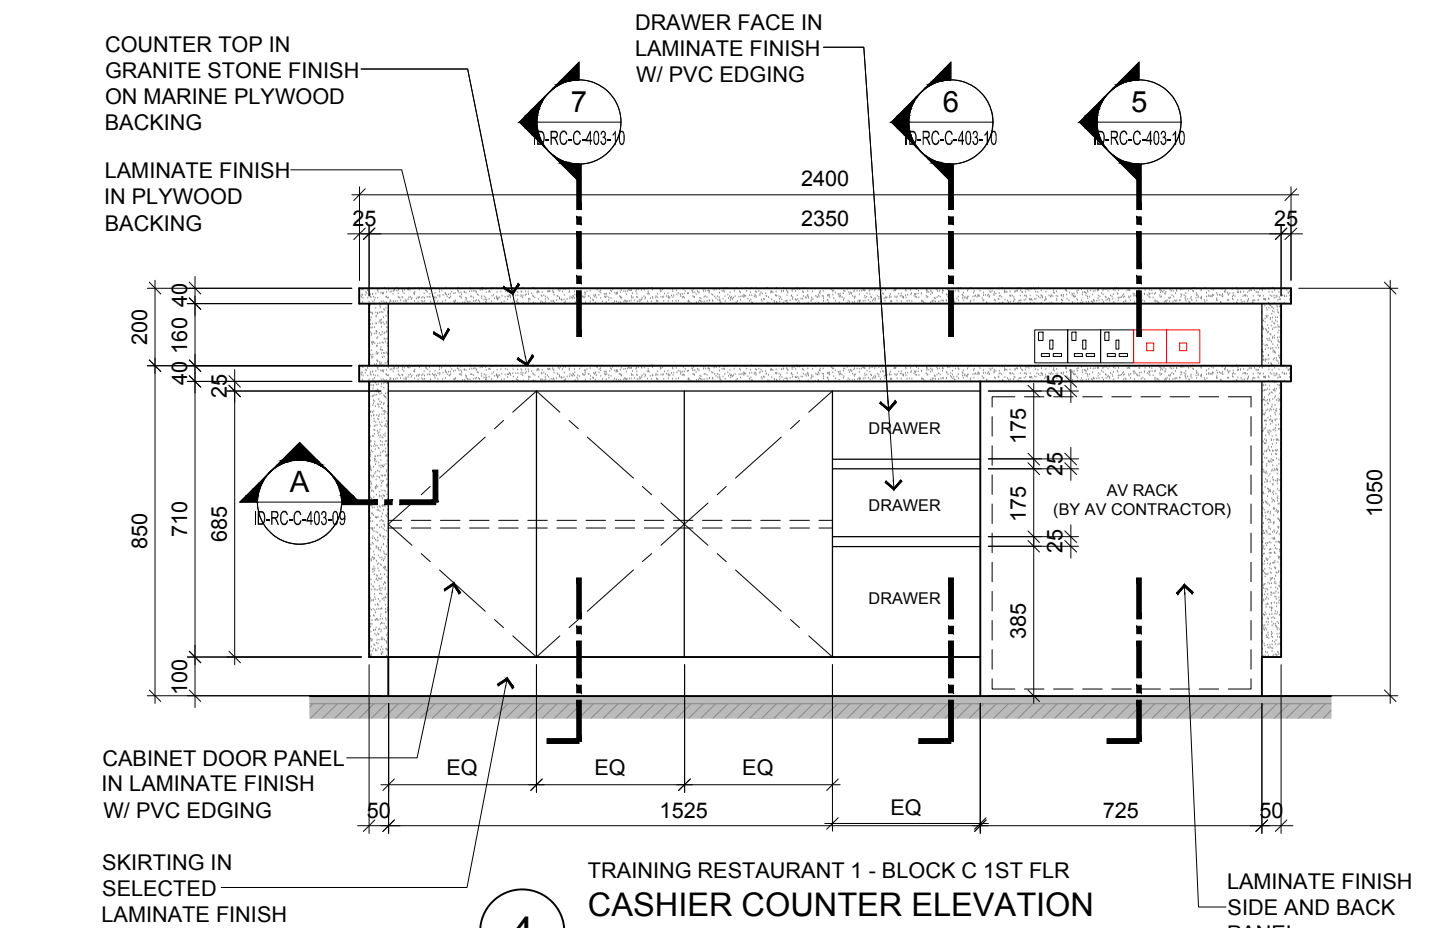 COUNTER TOP IN
GRANITE STONE FINISH
ON MARINE PLYWOOD
BACKING
LAMINATE FINISH
IN PLYWOOD
BACKING
DRAWER FACE IN
LAMINATE FINISH
W/ PVC EDGING
7
ID-RC-C-403-10
6
ID-RC-C-403-10
5
ID-RC-C-403-10
2400
25
2350
25
200
40
160
40
25
850
710
685
100
A
ID-RC-C-403-09
DRAWER
DRAWER
DRAWER
25
175
25
175
25
385
AV RACK
(BY AV CONTRACTOR)
1050
CABINET DOOR PANEL
IN LAMINATE FINISH
W/ PVC EDGING
EQ
EQ
EQ
EQ
50
1525
725
50
SKIRTING IN
SELECTED
LAMINATE FINISH
4
TRAINING RESTAURANT 1 - BLOCK C 1ST FLR
CASHIER COUNTER ELEVATION
LAMINATE FINISH
SIDE AND BACK
PANEL